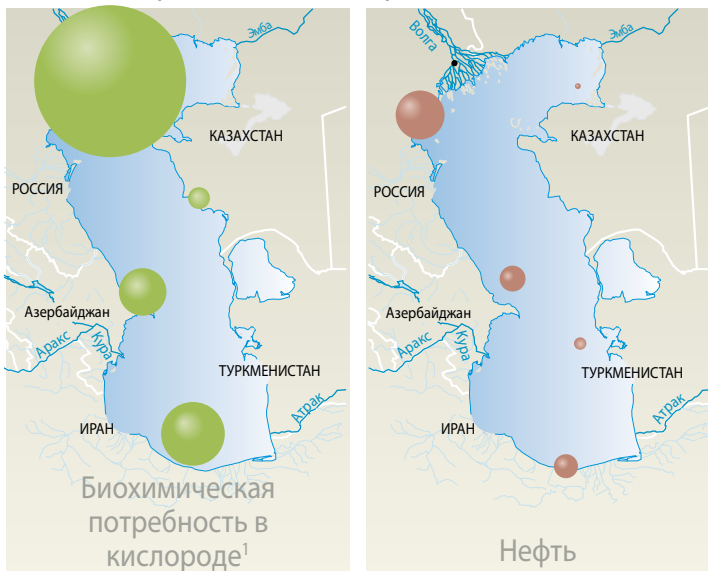 Эмба
КАЗАХСТАН
РОССИЯ
Азербайджан
Аракс
Кура
ТУРКМЕНИСТАН
Атрак
ИРАН
Биохимическая
потребность в
кислороде¹
Волга
Эмба
КАЗАХСТАН
РОССИЯ
Азербайджан
Аракс
Кура
ТУРКМЕНИСТАН
Атрак
ИРАН
Нефть